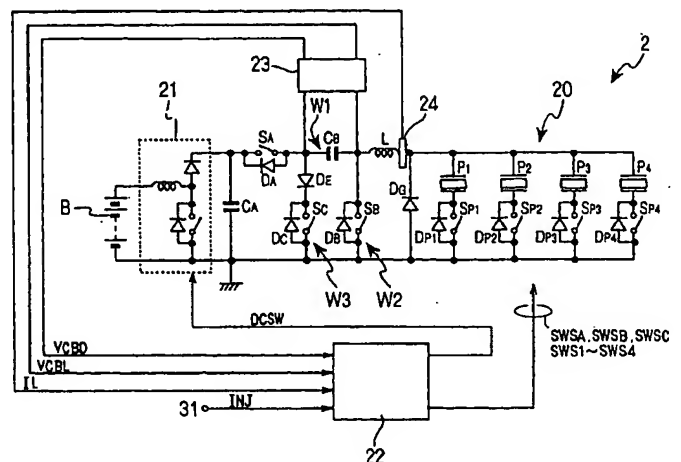 2
23
20
21
W1
24
SA
CB
L
P1
P2
P3
P4
DA
B
DE
DG
CA
SC
SB
SP1
SP2
SP3
SP4
DC
DB
DP1
DP2
DP3
DP4
W3
W2
DCSW
SWSA, SWSB, SWSC
SWS1~SWS4
VCBD
VCBL
IL
31
INJ
22